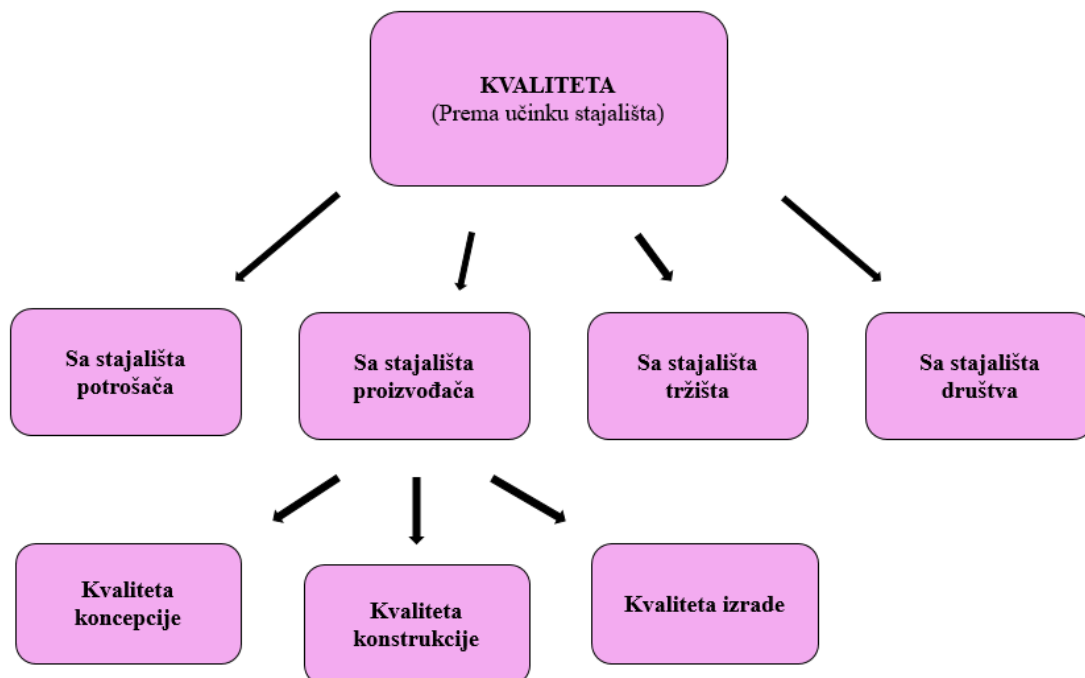 KVALITETA
(Prema učinku stajališta)
Sa stajališta
potrošača
Sa stajališta
proizvođača
Sa stajališta
tržišta
Sa stajališta
društva
Kvaliteta
koncepcije
Kvaliteta
konstrukcije
Kvaliteta izrade